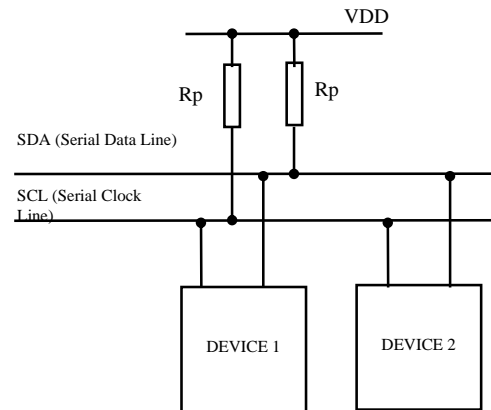 VDD
Rp
Rp
SDA (Serial Data Line)
SCL (Serial Clock
Line)
DEVICE 1
DEVICE 2